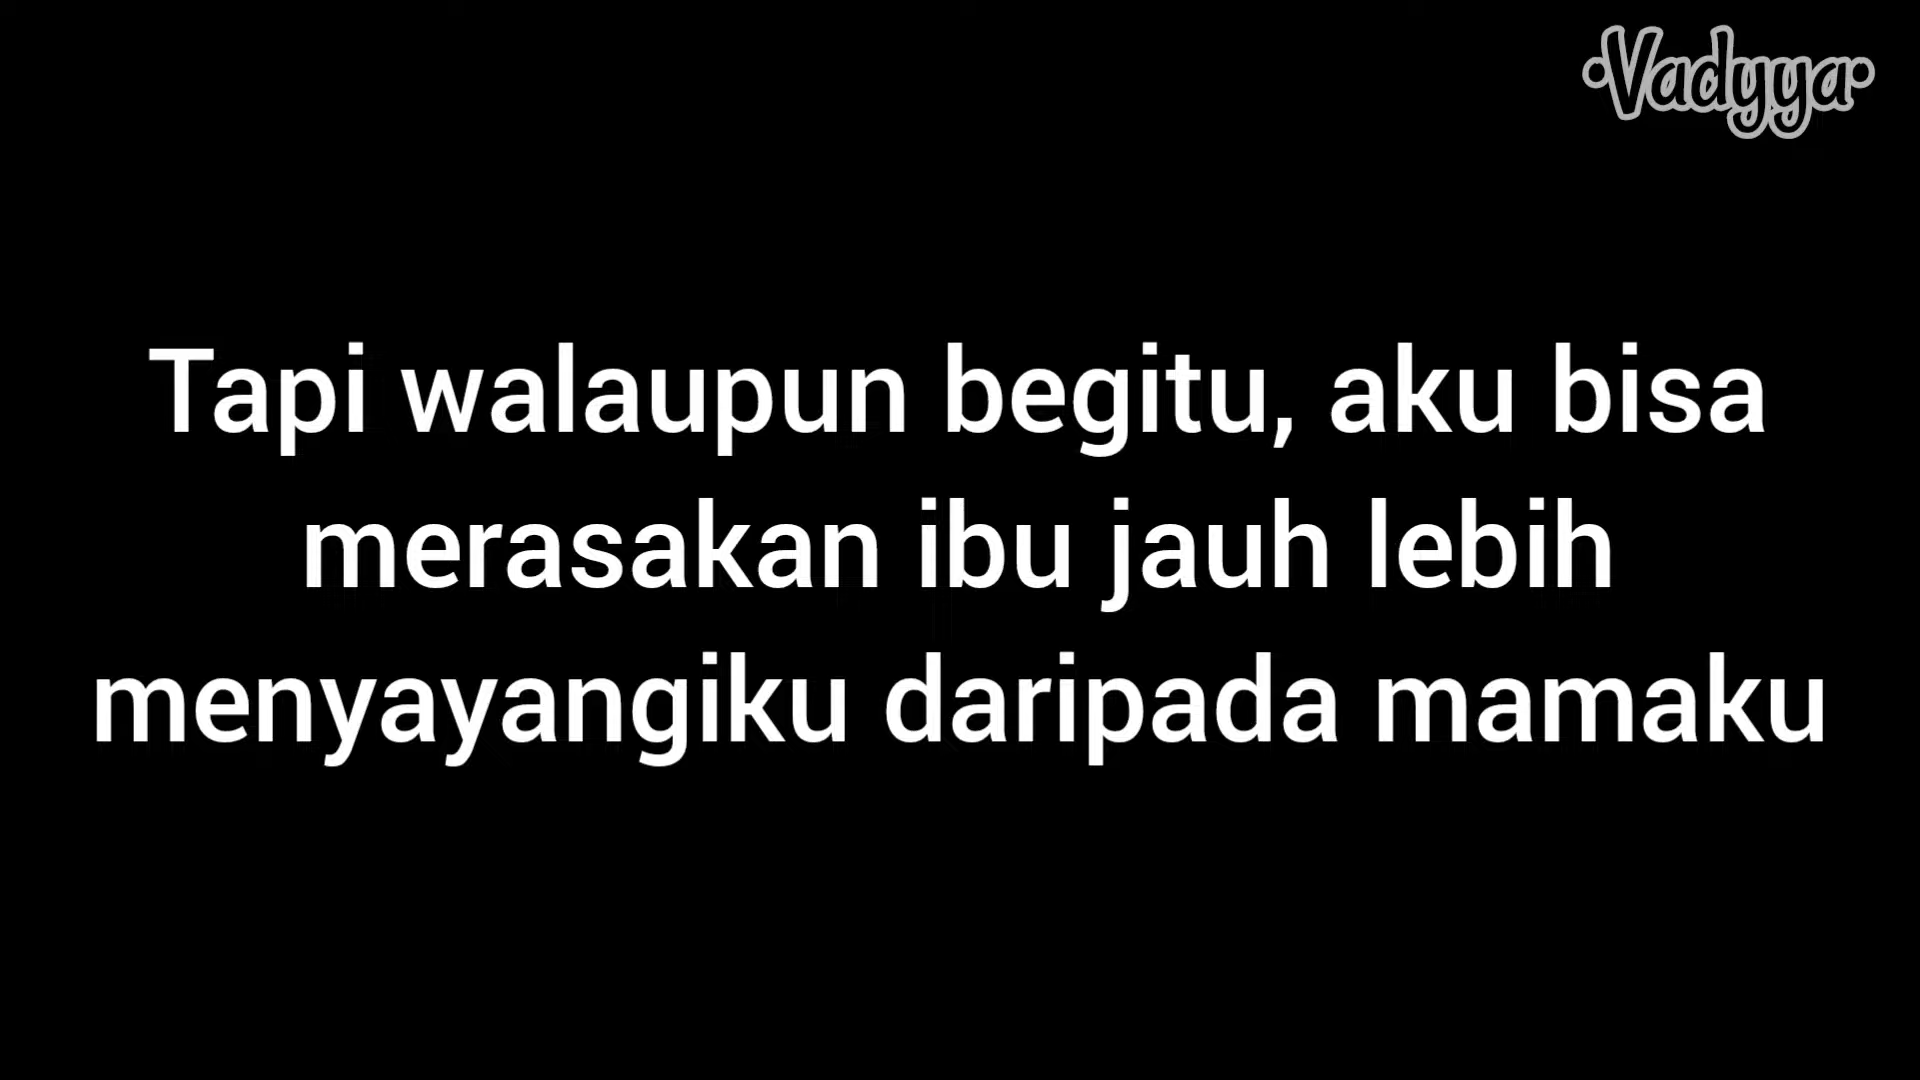 •Vadyya•
Tapi walaupun begitu, aku bisa
merasakan ibu jauh lebih
menyayangiku daripada mamaku